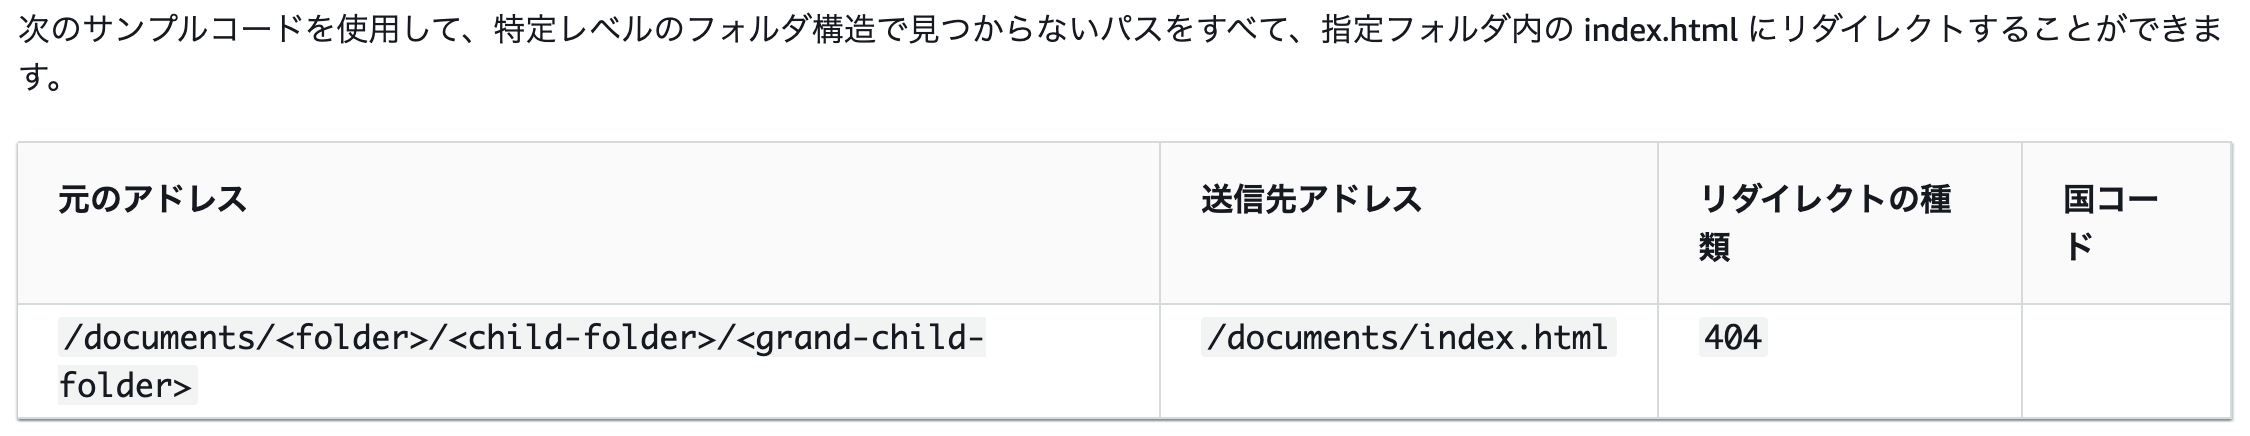 次のサンプルコードを使用して、特定レベルのフォルダ構造で見つからないパスをすべて、指定フォルダ内の index.html にリダイレクトすることができま
す。
元のアドレス
送信先アドレス
リダイレクトの種
類
国コー
ド
/documents/<folder>/<child-folder>/<grand-child-
folder>
/documents/index.html
404